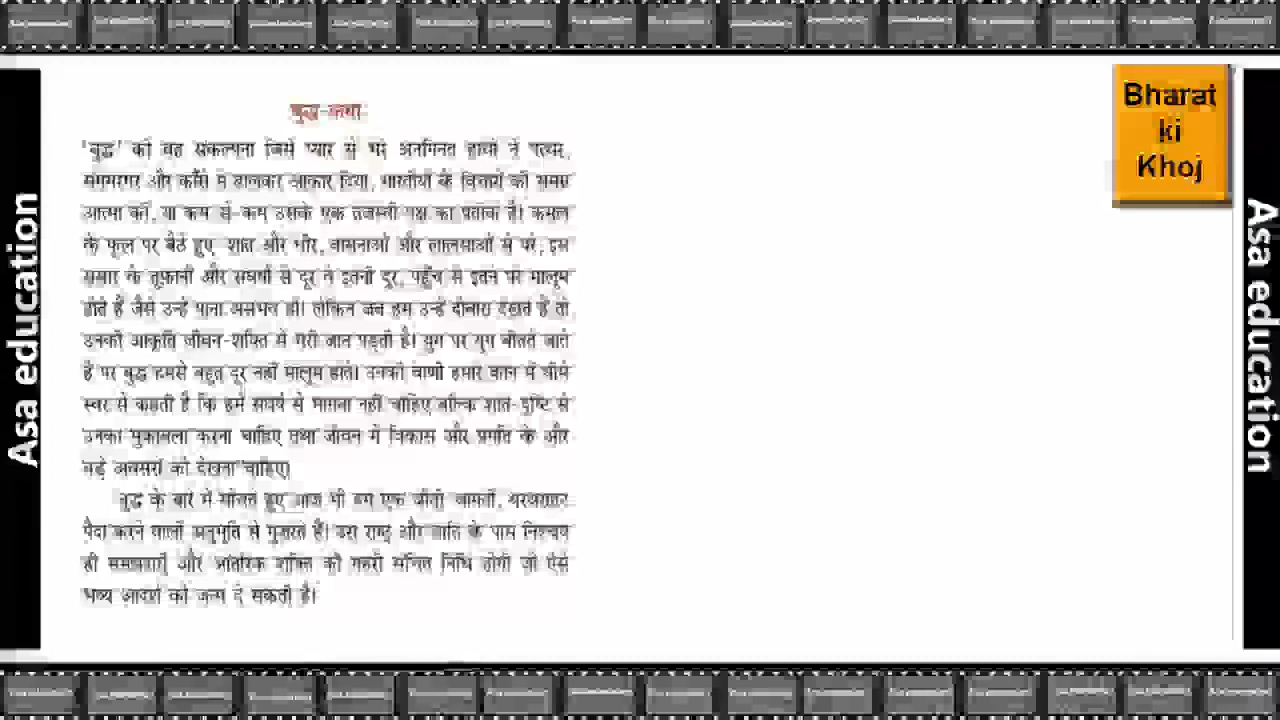 बुद्ध-कथा
'बुद्ध' की वह संकल्पना जिसे प्यार से भरे अनगिनत हाथों ने पत्थर,
संगमरमर और काँसे में ढालकर आकार दिया, भारतीयों के विचारों की समग्र
आत्मा की, या कम से-कम उसके एक तेजस्वी पक्ष का प्रतीक है। कमल
के फूल पर बैठे हुए शांत और धीर, वासनाओं और लालसाओं से परे, इस
संसार के तूफ़ानों और संघर्षों से दूर वे इतनी दूर, पहुँच से इतने परे मालूम
होते हैं जैसे उन्हें पाना असंभव हो। लेकिन जब हम उन्हें दोबारा देखते हैं तो
उनकी आकृति जीवन-शक्ति से भरी जान पड़ती है। युग पर युग बीतते जाते
हैं पर बुद्ध हमसे बहुत दूर नहीं मालूम होते। उनकी वाणी हमारे कान में धीमे
स्वर से कहती है कि हमें संघर्ष से भागना नहीं चाहिए बल्कि शांत-दृष्टि से
उनका मुकाबला करना चाहिए तथा जीवन में विकास और प्रगति के और
बड़े अवसरों को देखना चाहिए।
बुद्ध के बारे में सोचते हुए आज भी हम एक जीती जागती, थरथराहट
पैदा करने वाली अनुभूति से गुज़रते हैं। उस राष्ट्र और जाति के पास निश्चय
ही समझदारी और आंतरिक शक्ति की गहरी संचित निधि होगी जो ऐसे
भव्य आदर्श को जन्म दे सकती है।
Bharat
ki
Khoj
Asa education
Asa education